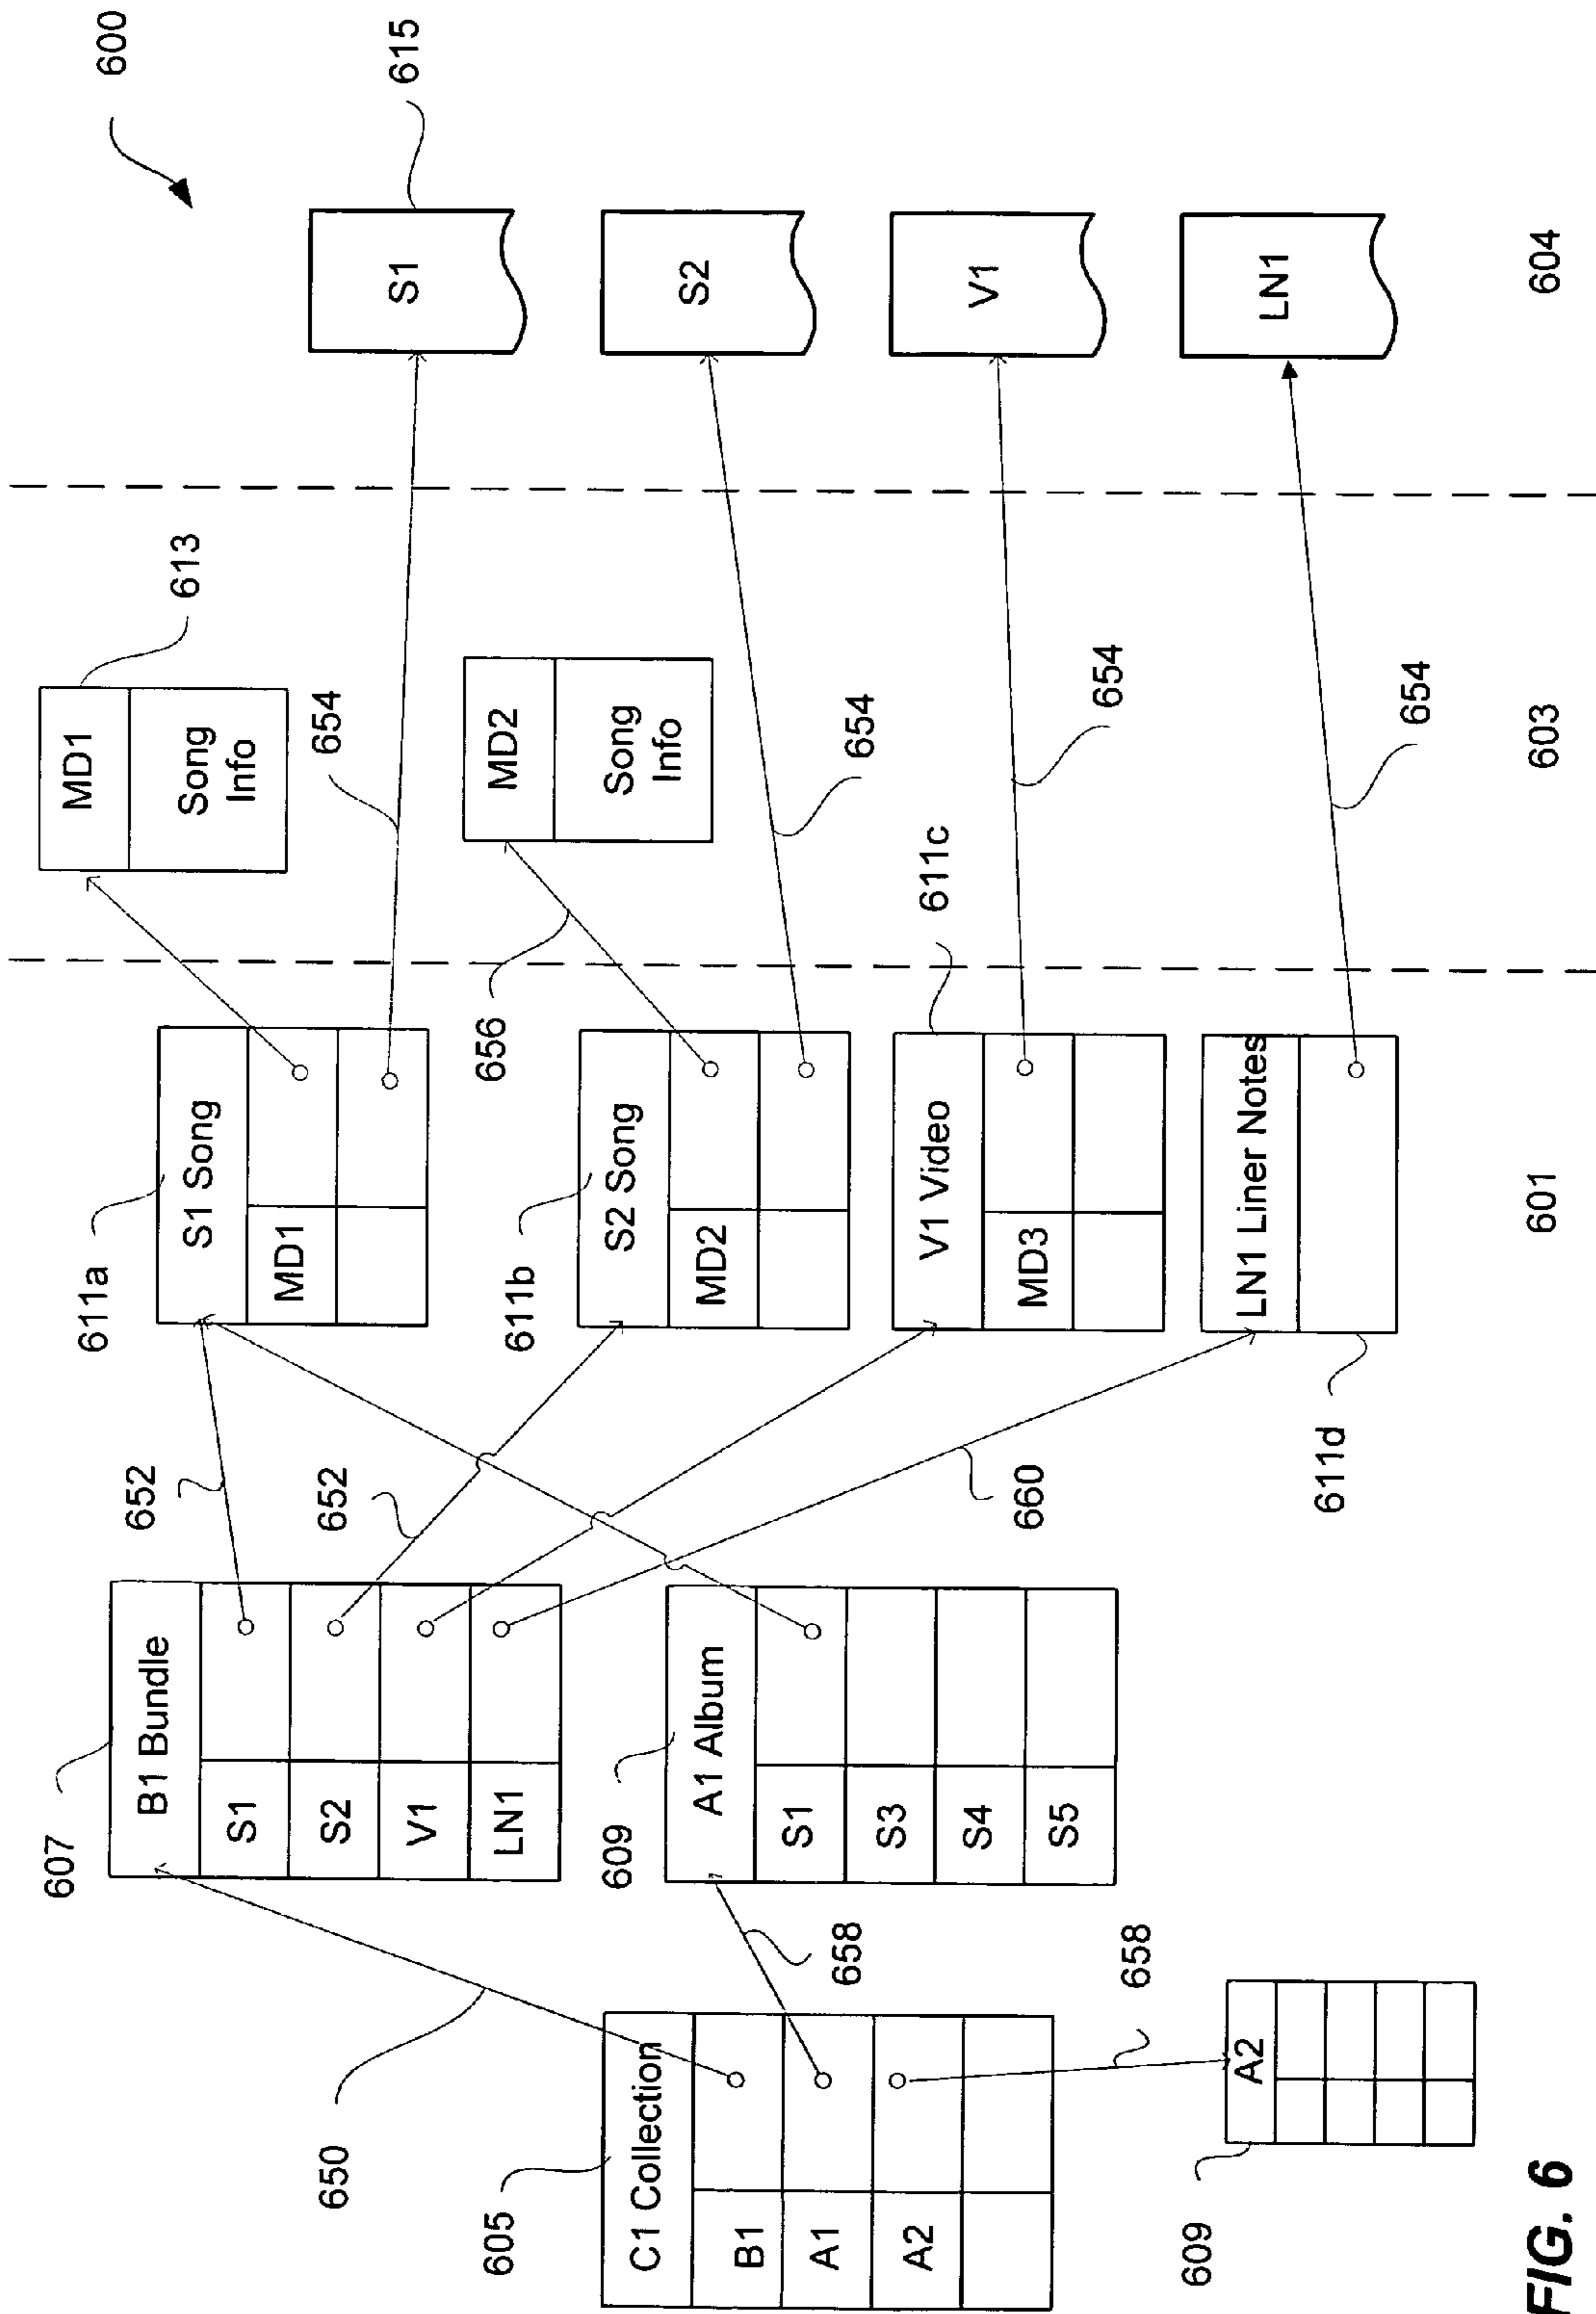 600
C1 Collection
B1
A1
A2
605
650
658
658
A2
609
607
B1 Bundle
S1
S2
V1
LN1
609
A1 Album
S1
S3
S4
S5
652
652
660
611a
S1 Song
MD1
611b
S2 Song
MD2
611c
V1 Video
MD3
LN1 Liner Notes
611d
601
656
MD1
Song
Info
613
654
MD2
Song
Info
654
654
654
603
S1
615
S2
V1
LN1
604
FIG. 6